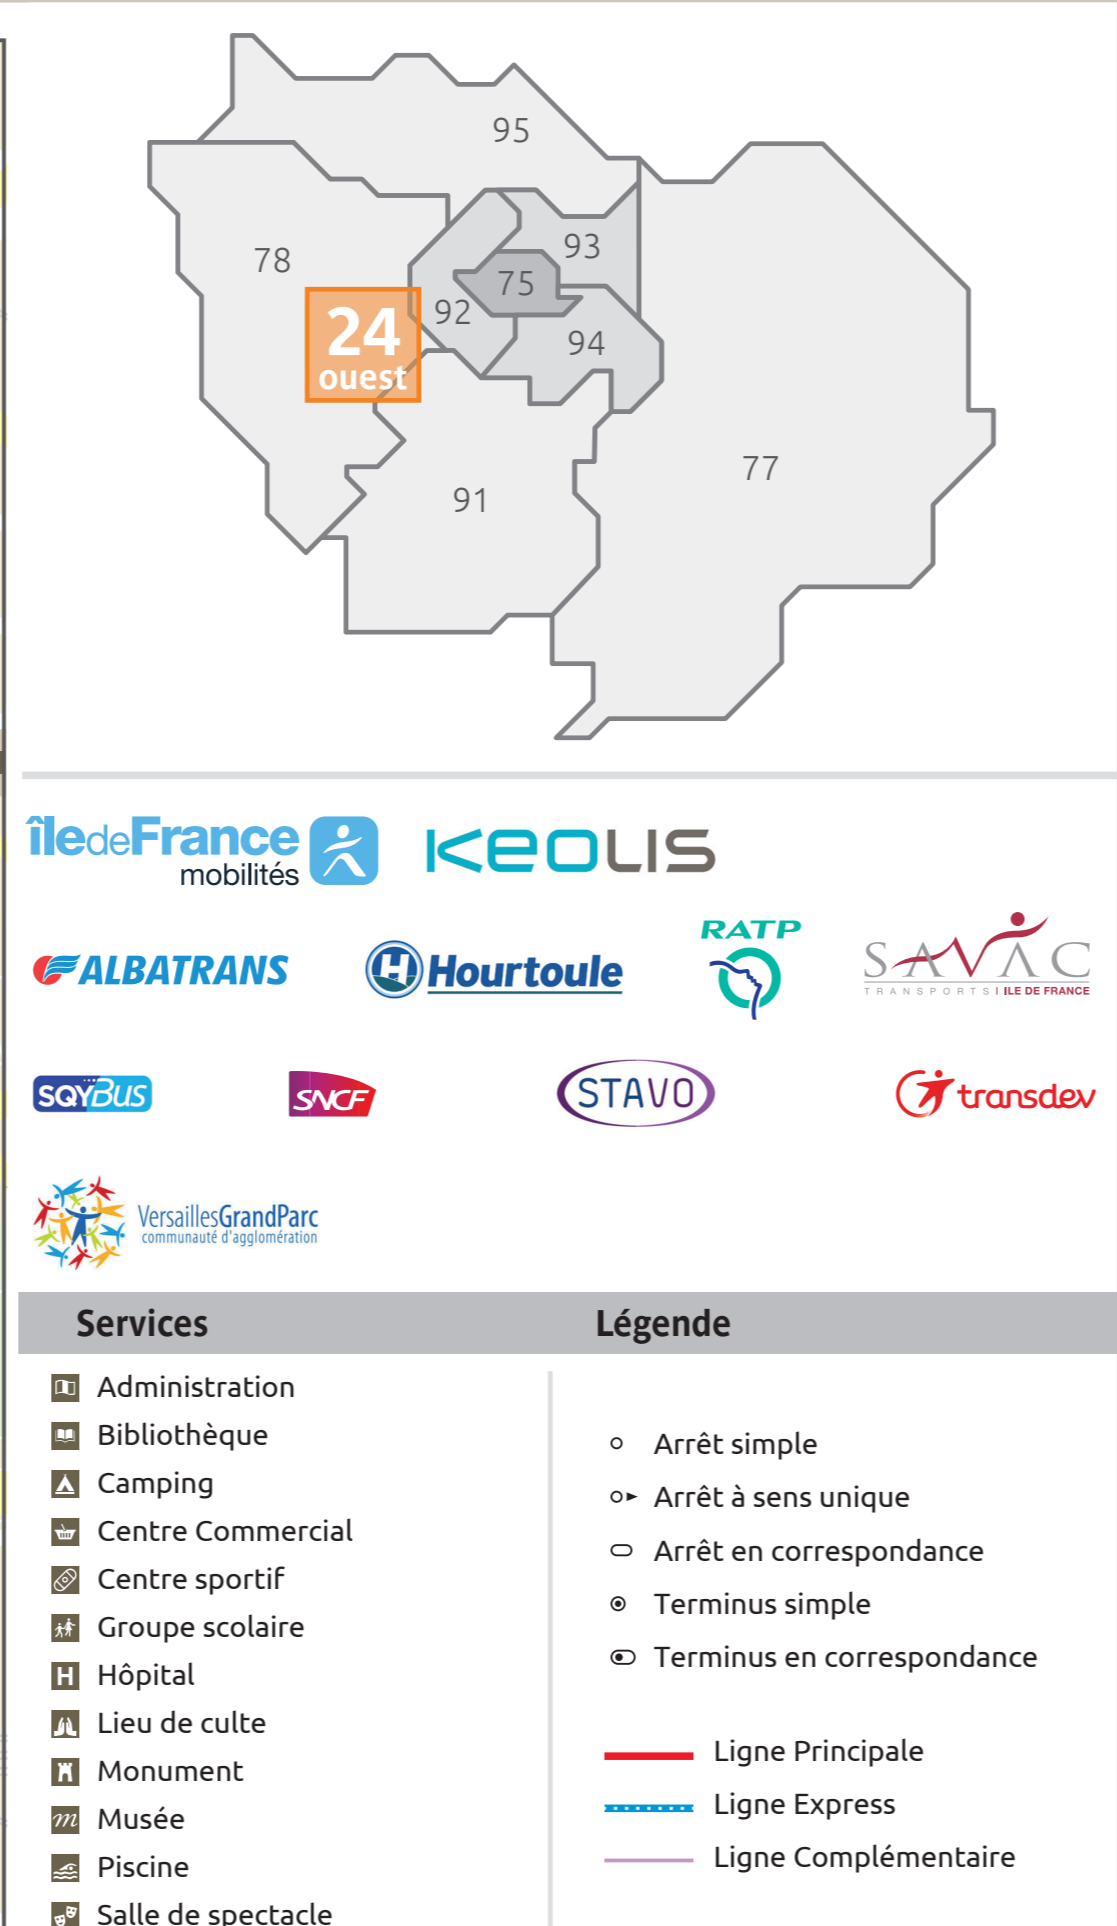 95
93
78
75
92
24
ouest
94
77
91
îledeFrance
mobilités
KEOLIS
RATP
ALBATRANS
Hourtoule
SAVAC
TRANSPORTS | ILE DE FRANCE
SQYBUS
SNCF
STAVO
transdev
VersaillesGrandParc
communauté d'agglomération
Services
Légende
Administration
Bibliothèque
Camping
Centre Commercial
Centre sportif
Groupe scolaire
H Hôpital
Lieu de culte
Monument
m Musée
Piscine
Salle de spectacle
Arrêt simple
Arrêt à sens unique
Arrêt en correspondance
Terminus simple
Terminus en correspondance
Ligne Principale
Ligne Express
Ligne Complémentaire